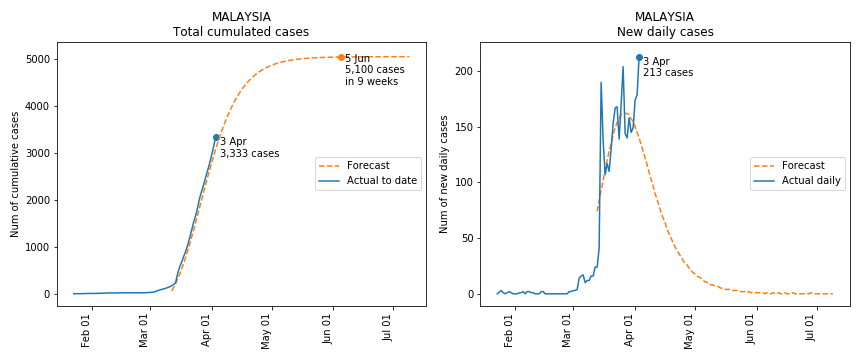 MALAYSIA
Total cumulated cases
Num of cumulative cases
5000
4000
3000
2000
1000
0
5 Jun
5,100 cases
in 9 weeks
3 Apr
3,333 cases
Forecast
Actual to date
Feb 01
Mar 01
Apr 01
May 01
Jun 01
Jul 01
MALAYSIA
New daily cases
Num of new daily cases
200
150
100
50
0
3 Apr
213 cases
Forecast
Actual daily
Feb 01
Mar 01
Apr 01
May 01
Jun 01
Jul 01